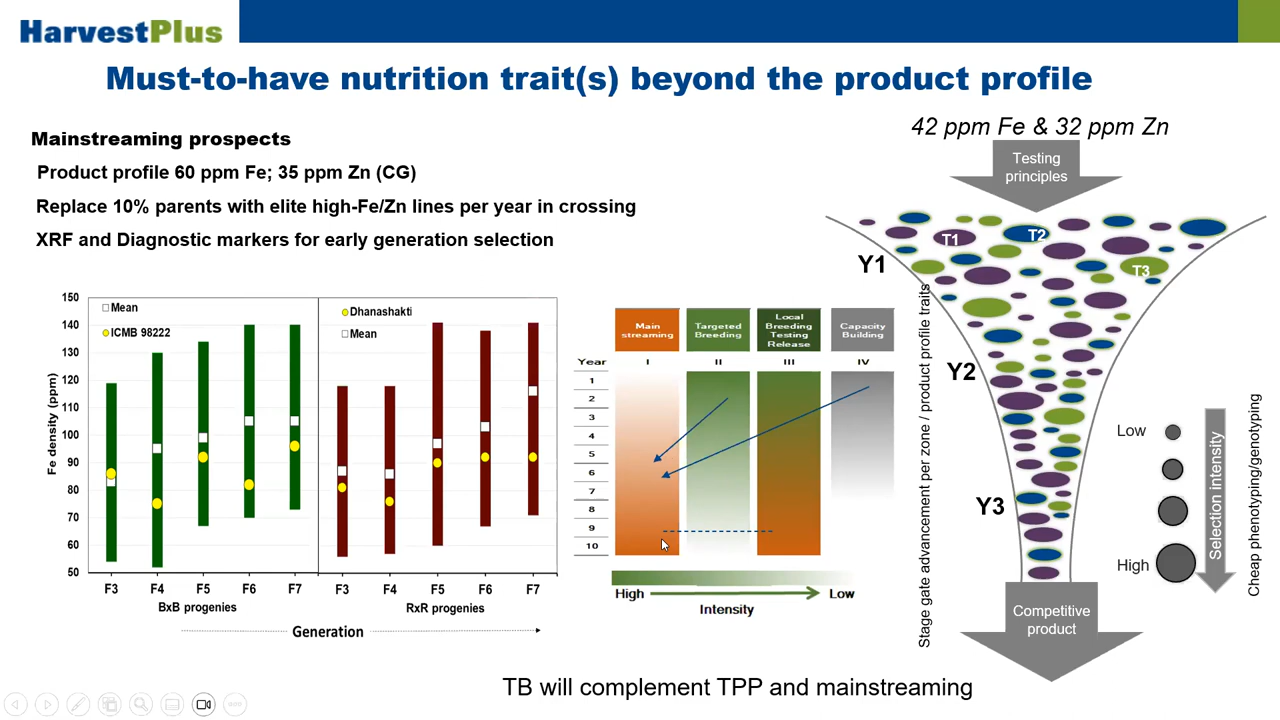 HarvestPlus
Must-to-have nutrition trait(s) beyond the product profile
Mainstreaming prospects
Product profile 60 ppm Fe; 35 ppm Zn (CG)
Replace 10% parents with elite high-Fe/Zn lines per year in crossing
XRF and Diagnostic markers for early generation selection
150
140
130
120
110
100
90
80
70
60
50
Fe density (ppm)
Mean
ICMB 98222
Dhanashakti
Mean
F3
F4
F5
F6
F7
F3
F4
F5
F6
F7
BxB progenies
RxR progenies
Generation
Main
streaming
Targeted
Breeding
Local
Breeding
Testing
Release
Capacity
Building
Year
I
II
III
IV
1
2
3
4
5
6
7
8
9
10
High
Low
Intensity
42 ppm Fe & 32 ppm Zn
Testing
principles
T1
T2
T3
Y1
Y2
Y3
Stage gate advancement per zone / product profile traits
Low
High
Selection intensity
Cheap phenotyping/genotyping
Competitive
product
TB will complement TPP and mainstreaming